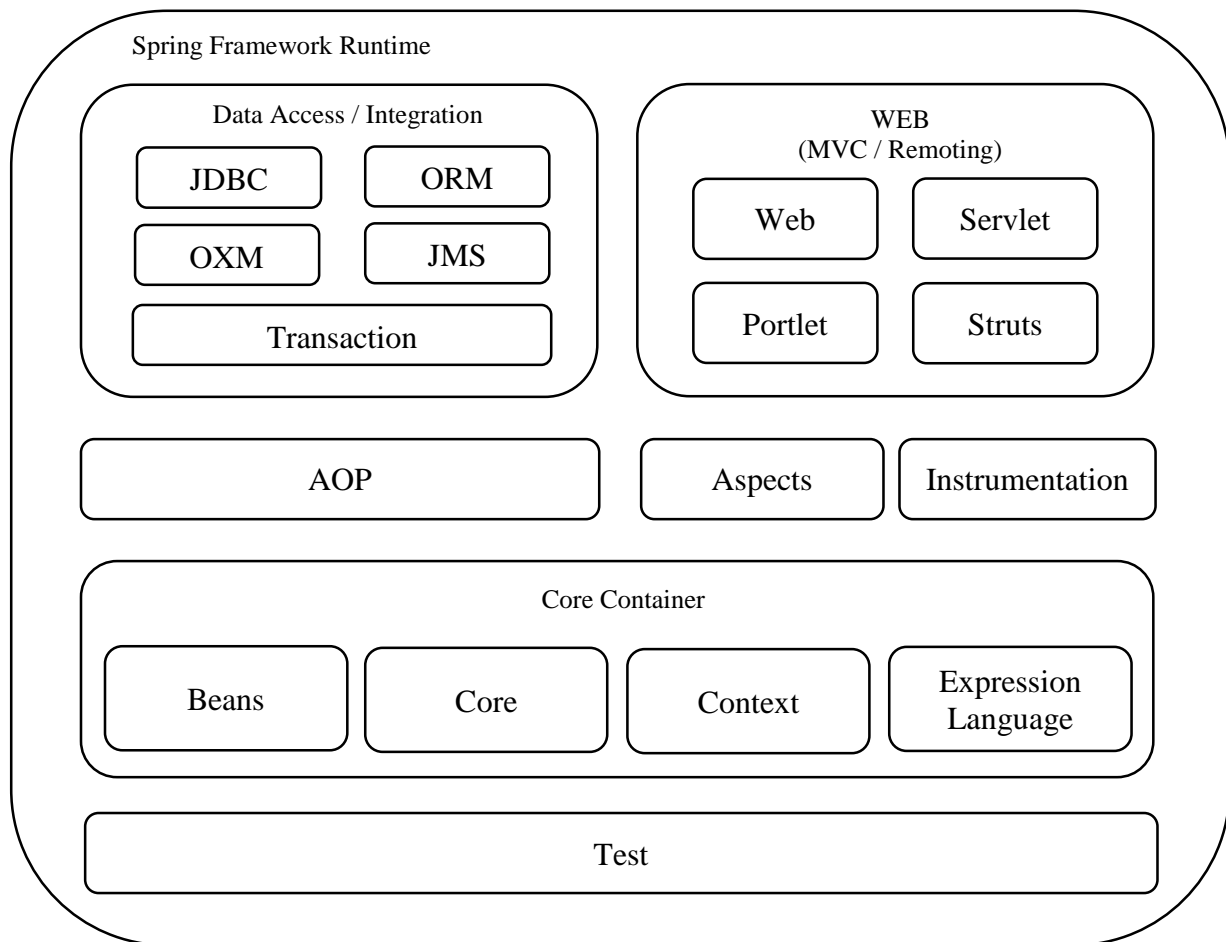 Spring Framework Runtime
Data Access / Integration
JDBC
ORM
OXM
JMS
Transaction
WEB
(MVC / Remoting)
Web
Servlet
Portlet
Struts
AOP
Aspects
Instrumentation
Core Container
Beans
Core
Context
Expression
Language
Test